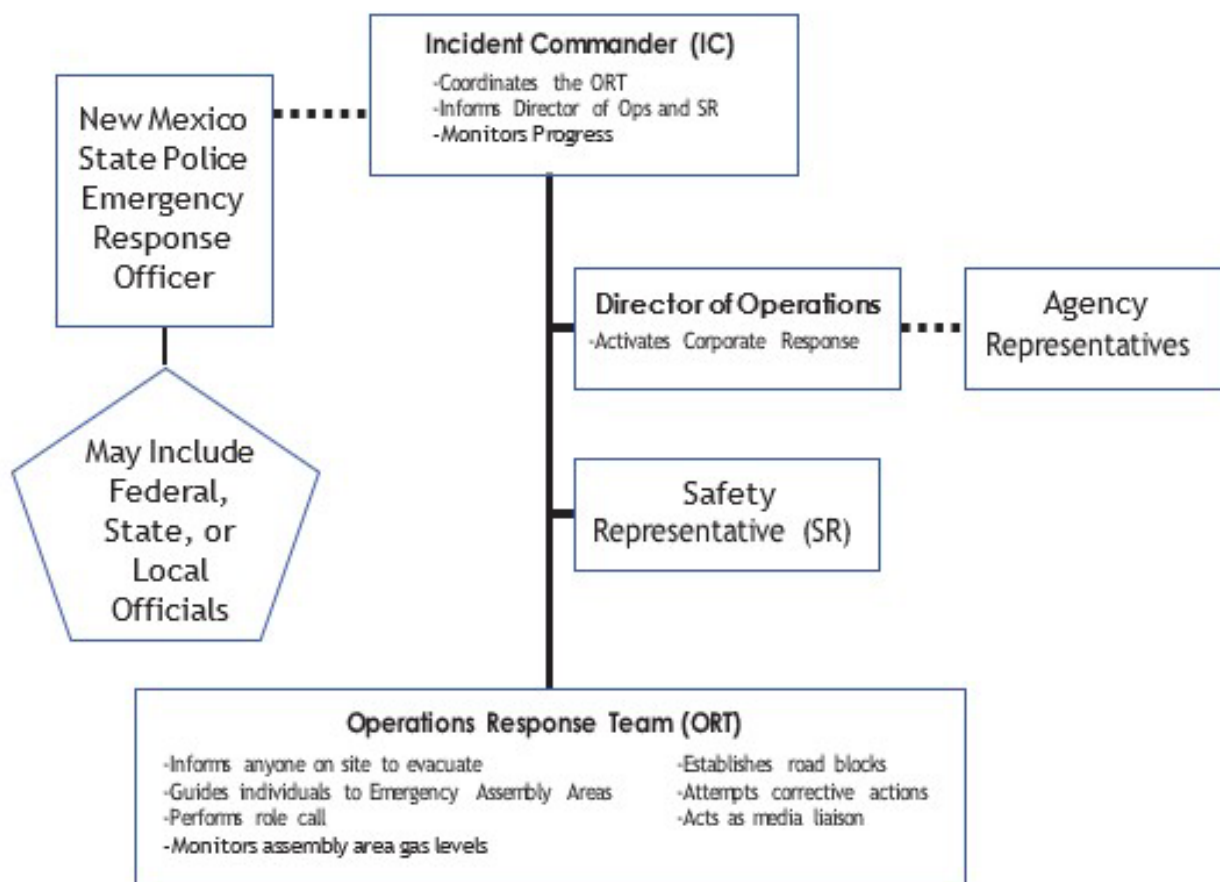 Incident Commander (IC)
-Coordinates the ORT
-Informs Director of Ops and SR
-Monitors Progress
New Mexico
State Police
Emergency
Response
Officer
Director of Operations
-Activates Corporate Response
Agency
Representatives
May Include
Federal,
State, or
Local
Officials
Safety
Representative (SR)
Operations Response Team (ORT)
-Informs anyone on site to evacuate
-Guides individuals to Emergency Assembly Areas
-Performs role call
-Monitors assembly area gas levels
-Establishes road blocks
-Attempts corrective actions
-Acts as media liaison